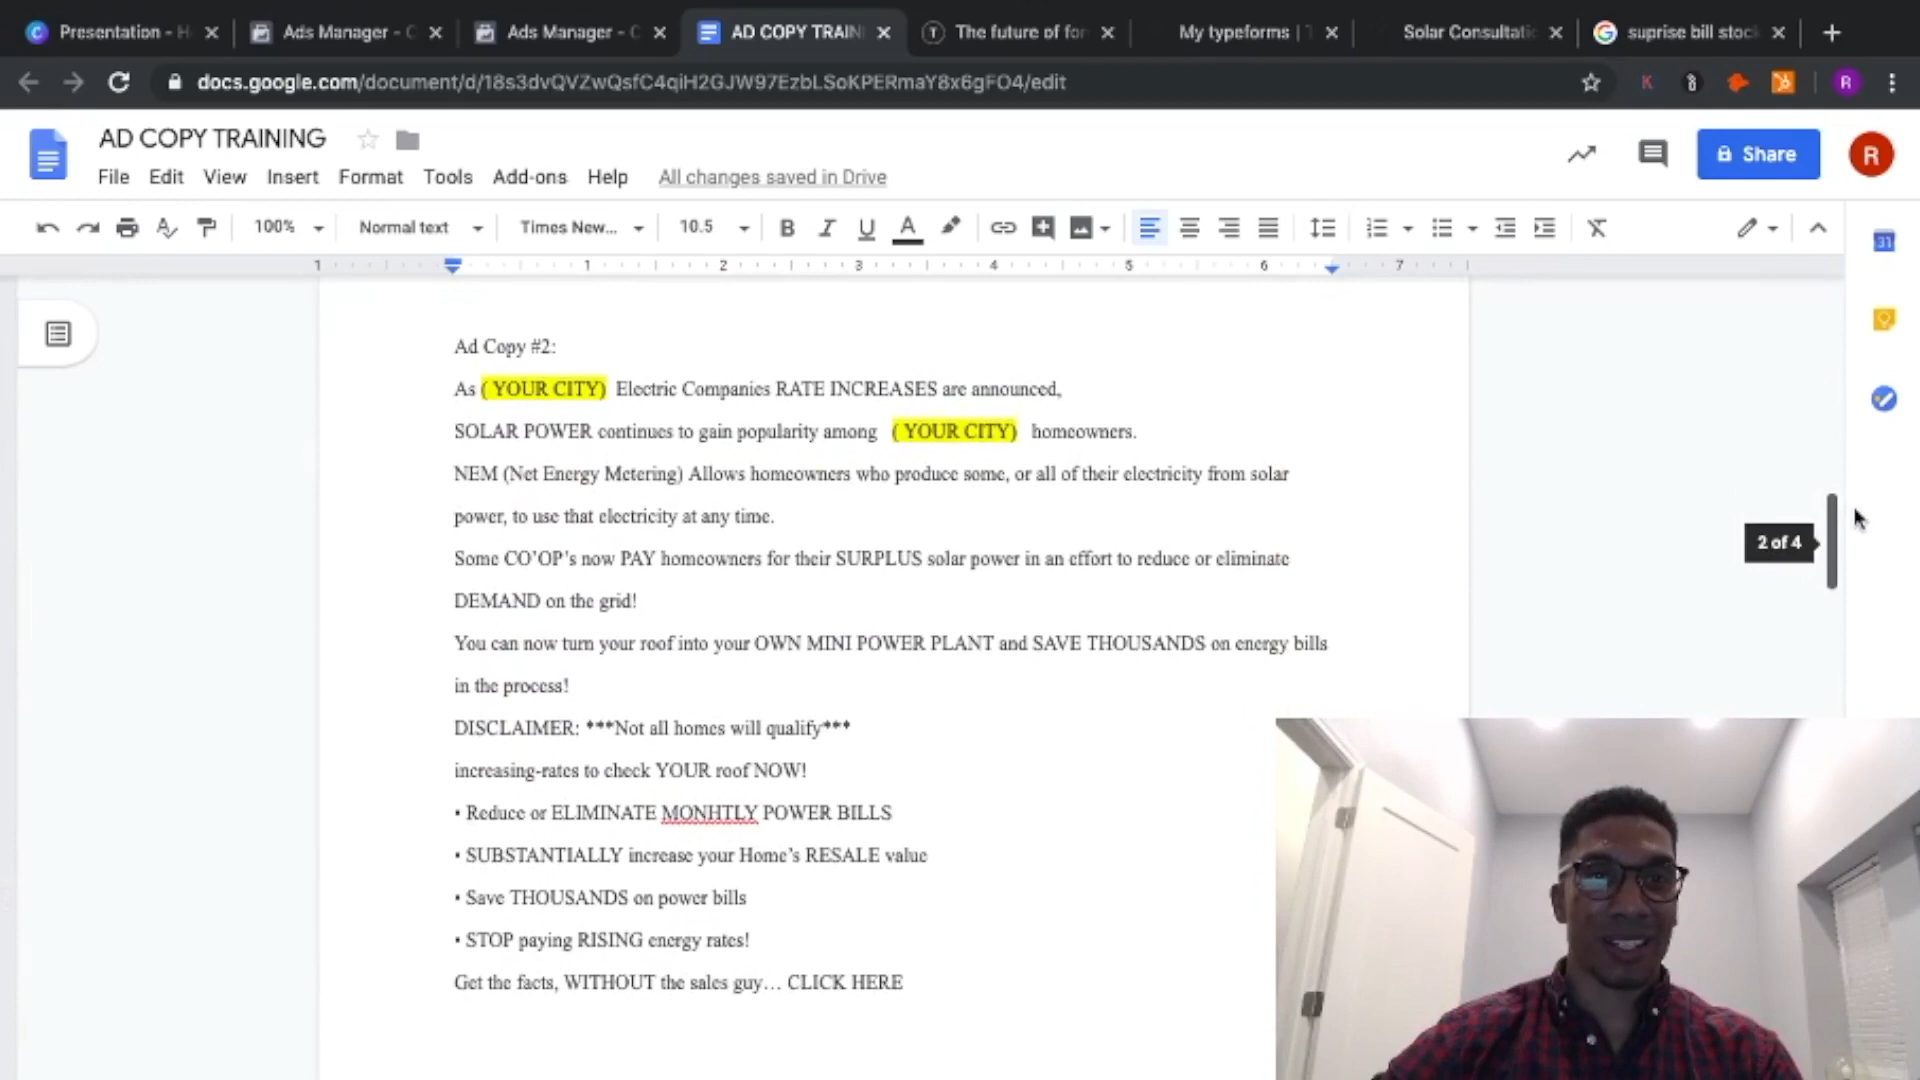 Presentation - H
Ads Manager - C
Ads Manager - C
AD COPY TRAIN
The future of for
My typeforms | T
Solar Consultati
suprise bill stoc
docs.google.com/document/d/18s3dvQVZwQsfC4qiH2GJW97EzbLSoKPERmaY8x6gFO4/edit
AD COPY TRAINING
File Edit View Insert Format Tools Add-ons Help All changes saved in Drive
Share
R
100% Normal text Times New... 10.5
1 1 2 3 4 5 6 7
31
Ad Copy #2:
As ( YOUR CITY) Electric Companies RATE INCREASES are announced,
SOLAR POWER continues to gain popularity among ( YOUR CITY) homeowners.
NEM (Net Energy Metering) Allows homeowners who produce some, or all of their electricity from solar
power, to use that electricity at any time.
Some CO'OP's now PAY homeowners for their SURPLUS solar power in an effort to reduce or eliminate
DEMAND on the grid!
You can now turn your roof into your OWN MINI POWER PLANT and SAVE THOUSANDS on energy bills
in the process!
DISCLAIMER: ***Not all homes will qualify***
increasing-rates to check YOUR roof NOW!
• Reduce or ELIMINATE MONHTLY POWER BILLS
• SUBSTANTIALLY increase your Home's RESALE value
• Save THOUSANDS on power bills
• STOP paying RISING energy rates!
Get the facts, WITHOUT the sales guy… CLICK HERE
2 of 4